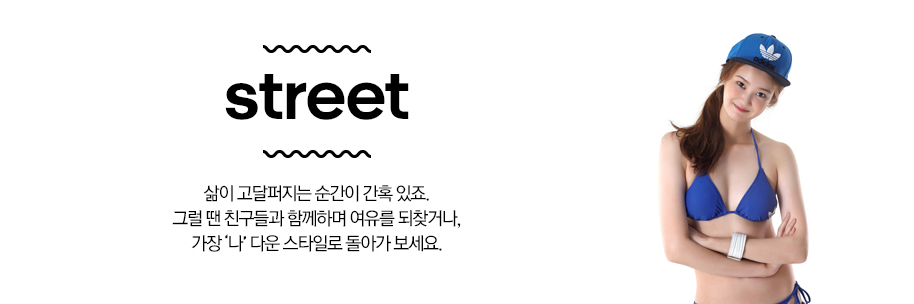 street
삶이 고달퍼지는 순간이 간혹 있죠.
그럴 땐 친구들과 함께하며 여유를 되찾거나,
가장 ‘나’ 다운 스타일로 돌아가 보세요.